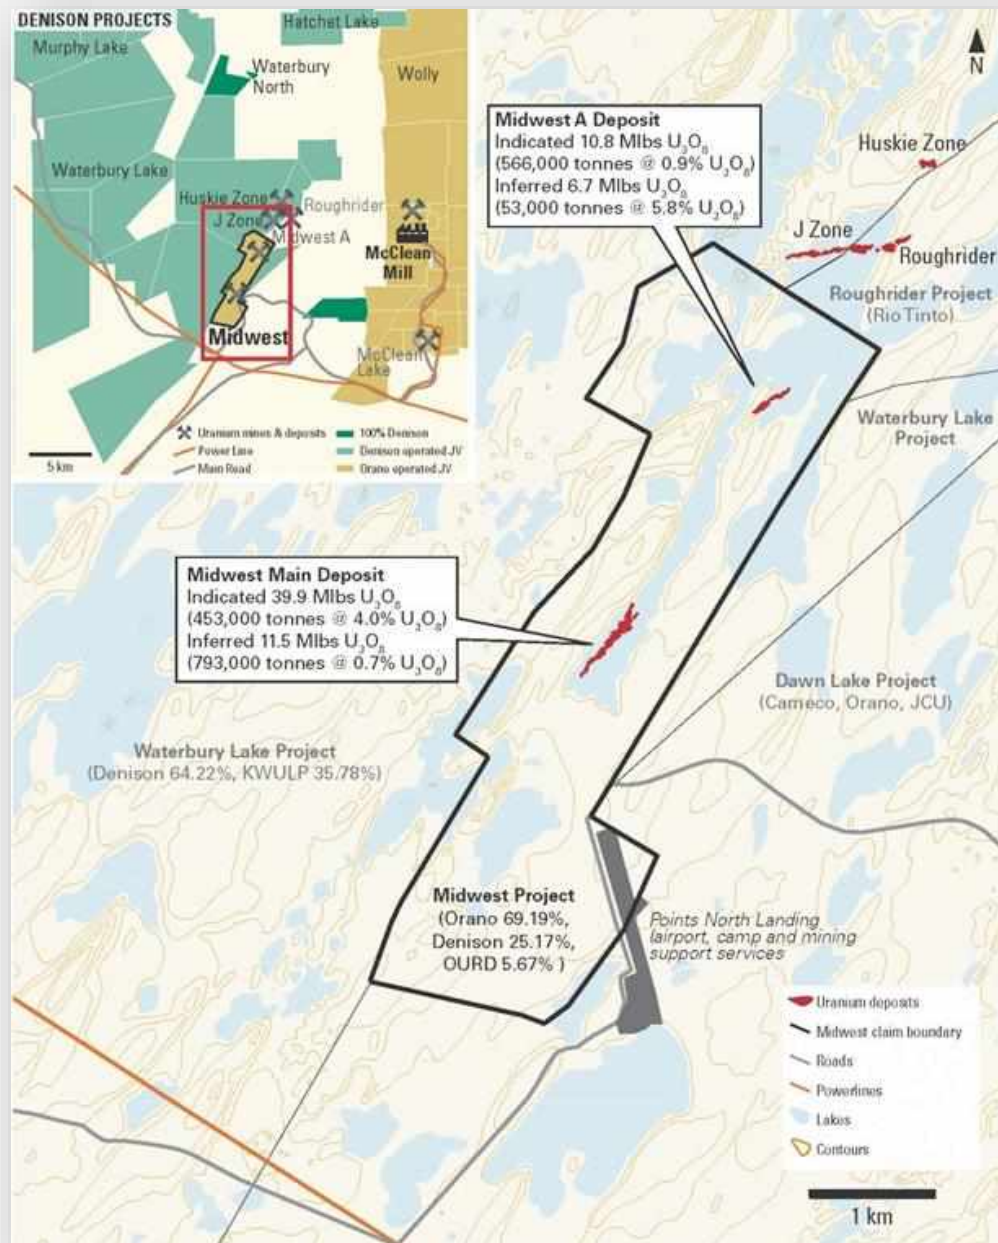 DENISON PROJECTS
Hatchet Lake
Murphy Lake
Waterbury
North
Wolly
Waterbury Lake
Huskie Zone
Roughrider
J Zone
Midwest A
McClean
Mill
Midwest
McClean
Lake
Uranium mines & deposits
Power Line
Main Road
100% Denison
Denison operated JV
Orano operated JV
5 km
N
Midwest A Deposit
Indicated 10.8 Mlbs U₃O₈
(566,000 tonnes @ 0.9% U₃O₈)
Inferred 6.7 Mlbs U₃O₈
(53,000 tonnes @ 5.8% U₃O₈)
Huskie Zone
J Zone
Roughrider
Roughrider Project
(Rio Tinto)
Waterbury Lake
Project
Midwest Main Deposit
Indicated 39.9 Mlbs U₃O₈
(453,000 tonnes @ 4.0% U₃O₈)
Inferred 11.5 Mlbs U₃O₈
(793,000 tonnes @ 0.7% U₃O₈)
Dawn Lake Project
(Cameco, Orano, JCU)
Waterbury Lake Project
(Denison 64.22%, KWULP 35.78%)
Midwest Project
(Orano 69.19%,
Denison 25.17%,
OURD 5.67% )
Points North Landing
(airport, camp and mining
support services
Uranium deposits
Midwest claim boundary
Roads
Powerlines
Lakes
Contours
1 km